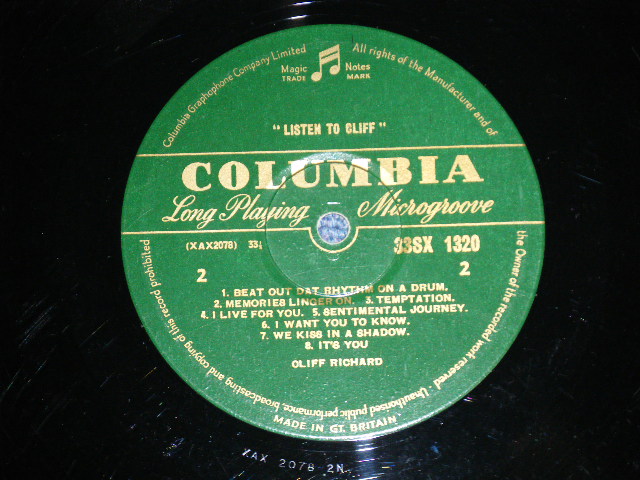 Columbia Graphophone Company Limited
All rights of the Manufacturer and of
the Owner of the recorded work reserved · Unauthorised public performance, broadcasting and copying of this record prohibited
Magic Notes
TRADE MARK
"LISTEN TO CLIFF"
COLUMBIA
Long Playing Microgroove
(XAX2078) 33⅓ 33SX 1320
2 2
1. BEAT OUT DAT RHYTHM ON A DRUM.
2. MEMORIES LINGER ON. 3. TEMPTATION.
4. I LIVE FOR YOU. 5. SENTIMENTAL JOURNEY.
6. I WANT YOU TO KNOW.
7. WE KISS IN A SHADOW.
8. IT'S YOU
CLIFF RICHARD
MADE IN GT. BRITAIN
XAX 2078-2N